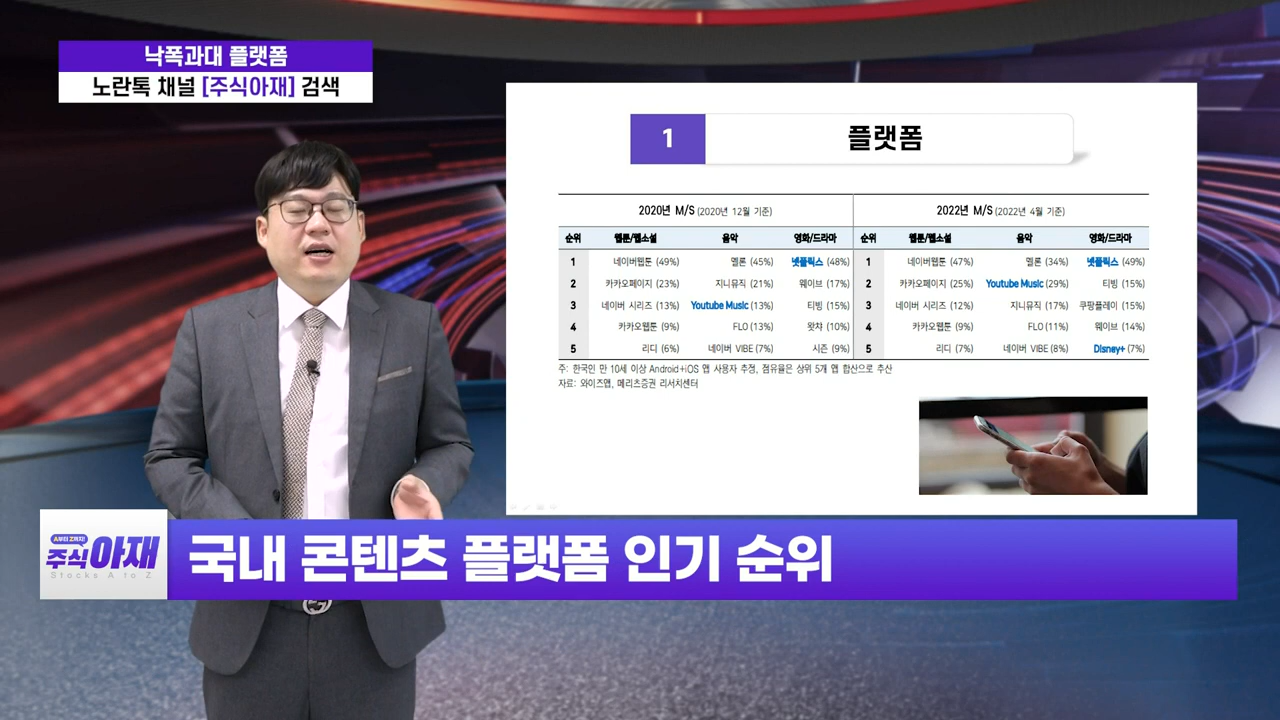 낙폭과대 플랫폼
노란톡 채널 [주식아재] 검색
1 플랫폼
2020년 M/S (2020년 12월 기준) 2022년 M/S (2022년 4월 기준)
순위 웹툰/웹소설 음악 영화/드라마 순위 웹툰/웹소설 음악 영화/드라마
1 네이버웹툰 (49%) 멜론 (45%) 넷플릭스 (48%) 1 네이버웹툰 (47%) 멜론 (34%) 넷플릭스 (49%)
2 카카오페이지 (23%) 지니뮤직 (21%) 웨이브 (17%) 2 카카오페이지 (25%) Youtube Music (29%) 티빙 (15%)
3 네이버 시리즈 (13%) Youtube Music (13%) 티빙 (15%) 3 네이버 시리즈 (12%) 지니뮤직 (17%) 쿠팡플레이 (15%)
4 카카오웹툰 (9%) FLO (13%) 왓챠 (10%) 4 카카오웹툰 (9%) FLO (11%) 웨이브 (14%)
5 리디 (6%) 네이버 VIBE (7%) 시즌 (9%) 5 리디 (7%) 네이버 VIBE (8%) Disney+ (7%)
주: 한국인 만 10세 이상 Android+iOS 앱 사용자 추정, 점유율은 상위 5개 앱 합산으로 추산
자료: 와이즈앱, 메리츠증권 리서치센터
A부터 Z까지!
주식아재
Stocks A to Z
국내 콘텐츠 플랫폼 인기 순위